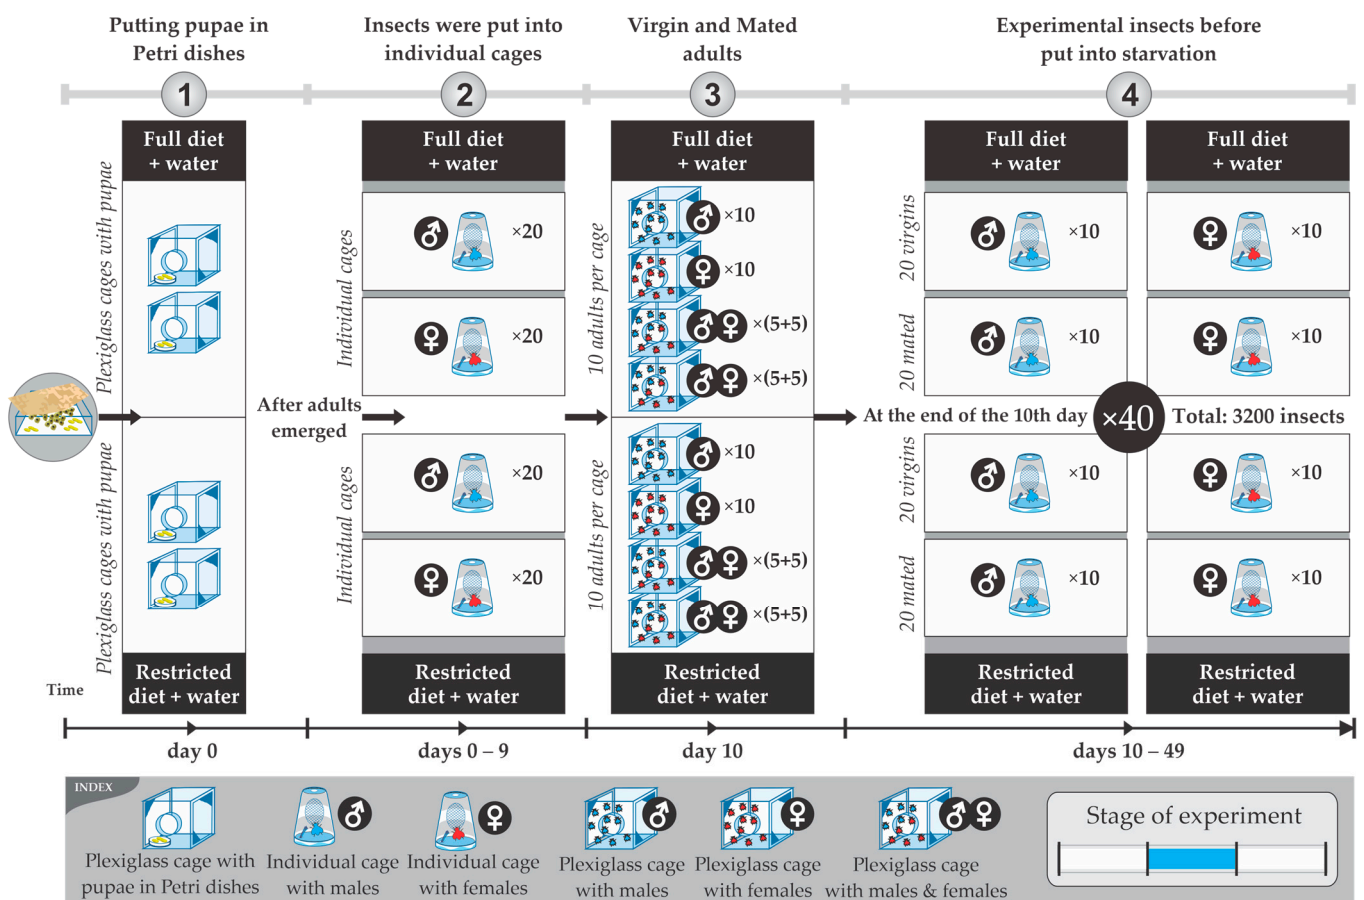 Putting pupae in
Petri dishes
Insects were put into
individual cages
Virgin and Mated
adults
Experimental insects before
put into starvation
1
2
3
4
Full diet
+ water
Full diet
+ water
Full diet
+ water
Full diet
+ water
Full diet
+ water
Plexiglass cages with pupae
Plexiglass cages with pupae
After adults
emerged
Individual cages
♂ ×20
♀ ×20
Individual cages
♂ ×20
♀ ×20
10 adults per cage
♂ ×10
♀ ×10
♂♀ ×(5+5)
♂♀ ×(5+5)
10 adults per cage
♂ ×10
♀ ×10
♂♀ ×(5+5)
♂♀ ×(5+5)
20 virgins
♂ ×10
♀ ×10
20 mated
♂ ×10
♀ ×10
At the end of the 10th day
×40
Total: 3200 insects
20 virgins
♂ ×10
♀ ×10
20 mated
♂ ×10
♀ ×10
Restricted
diet + water
Restricted
diet + water
Restricted
diet + water
Restricted
diet + water
Restricted
diet + water
Time
day 0
days 0 – 9
day 10
days 10 – 49
INDEX
Plexiglass cage with
pupae in Petri dishes
♂
Individual cage
with males
♀
Individual cage
with females
♂
Plexiglass cage
with males
♀
Plexiglass cage
with females
♂♀
Plexiglass cage
with males & females
Stage of experiment